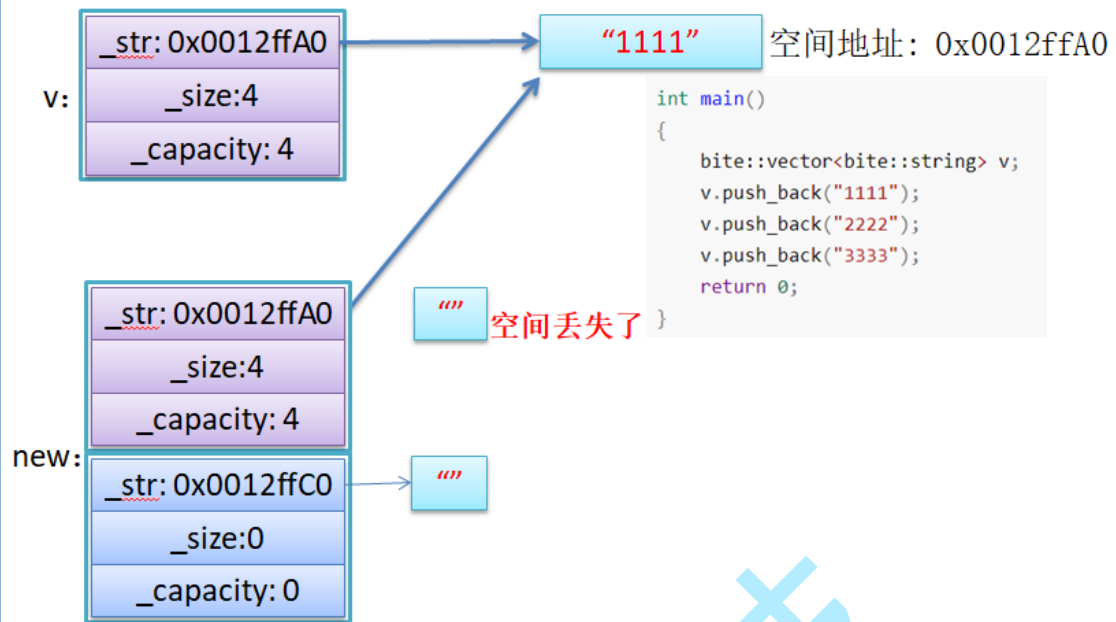 v:
_str: 0x0012ffA0
_size:4
_capacity: 4
“1111”
空间地址: 0x0012ffA0
int main()
{
bite::vector<bite::string> v;
v.push_back("1111");
v.push_back("2222");
v.push_back("3333");
return 0;
}
new:
_str: 0x0012ffA0
_size:4
_capacity: 4
“”
空间丢失了
_str: 0x0012ffC0
_size:0
_capacity: 0
“”